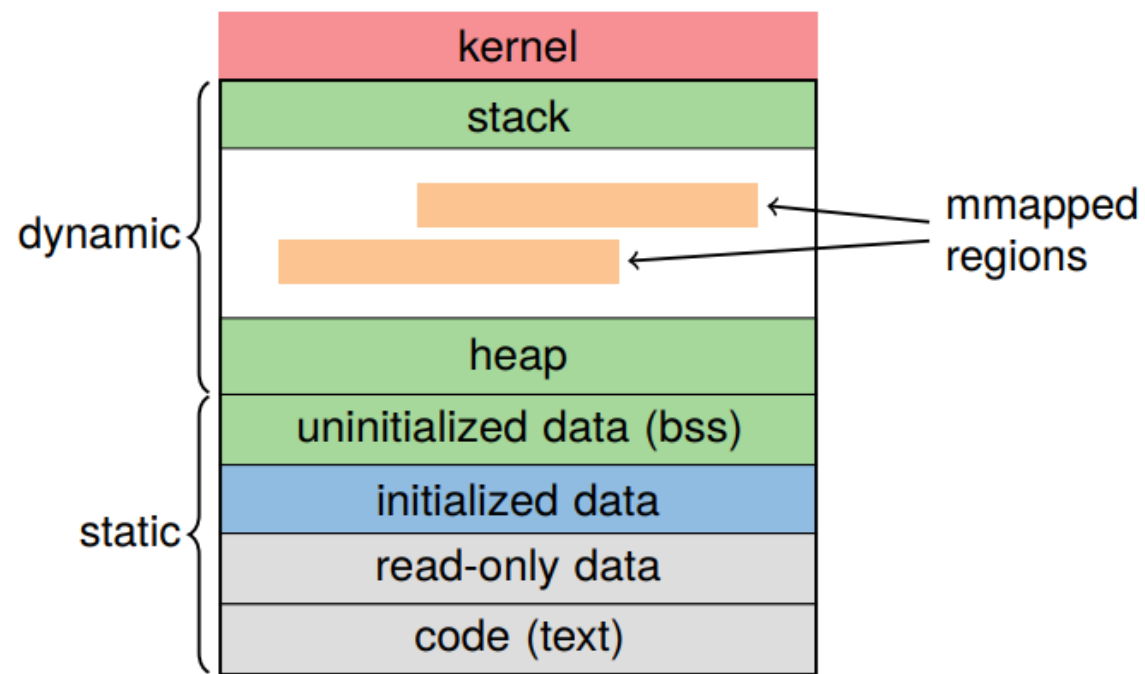 kernel
stack
dynamic
mmapped
regions
heap
uninitialized data (bss)
initialized data
static
read-only data
code (text)